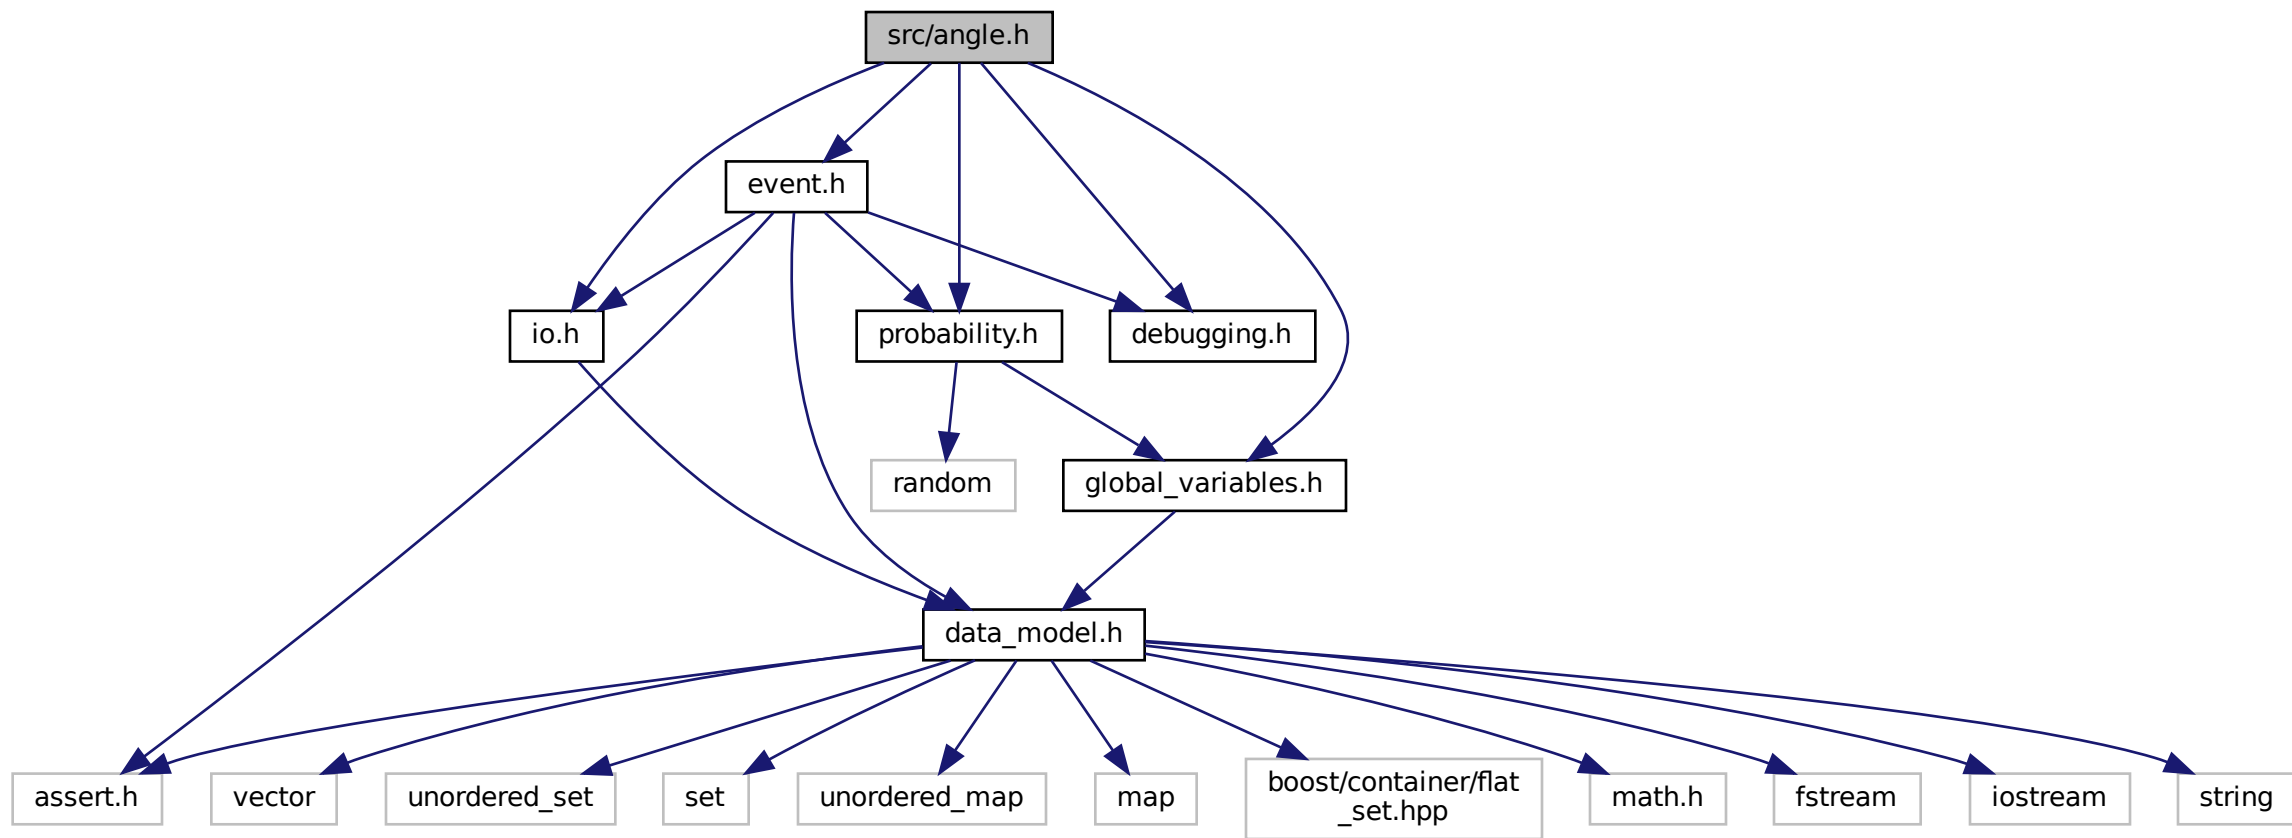 src/angle.h
event.h
io.h
probability.h
debugging.h
random
global_variables.h
data_model.h
assert.h
vector
unordered_set
set
unordered_map
map
boost/container/flat
_set.hpp
math.h
fstream
iostream
string